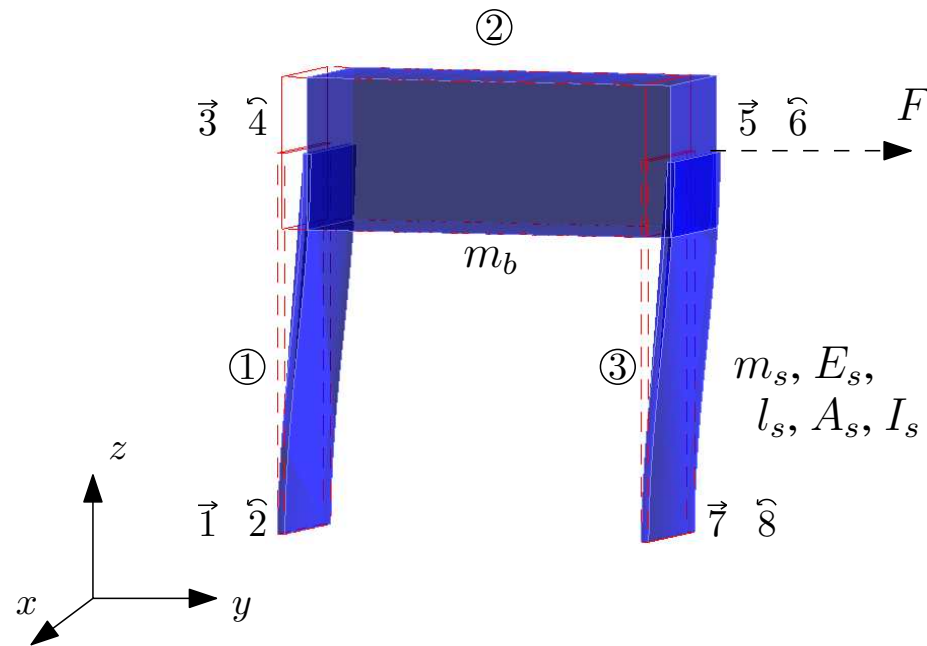 ②
→3 ↶4
→5 ↶6
F
m_b
①
③
m_s, E_s,
l_s, A_s, I_s
z
→1 ↶2
→7 ↶8
x
y